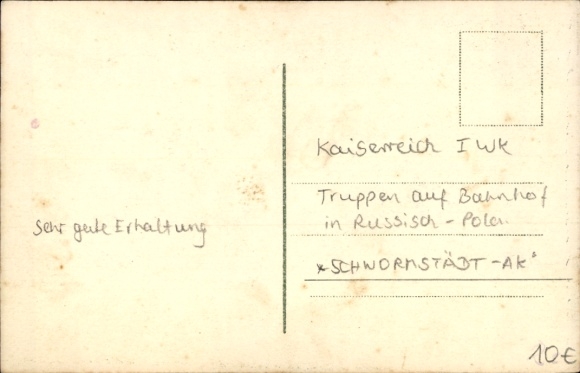 Kaiserreich I WK
Truppen auf Bahnhof
in Russisch-Polen
"SCHWORMSTÄDT-AK"
sehr gute Erhaltung
10€